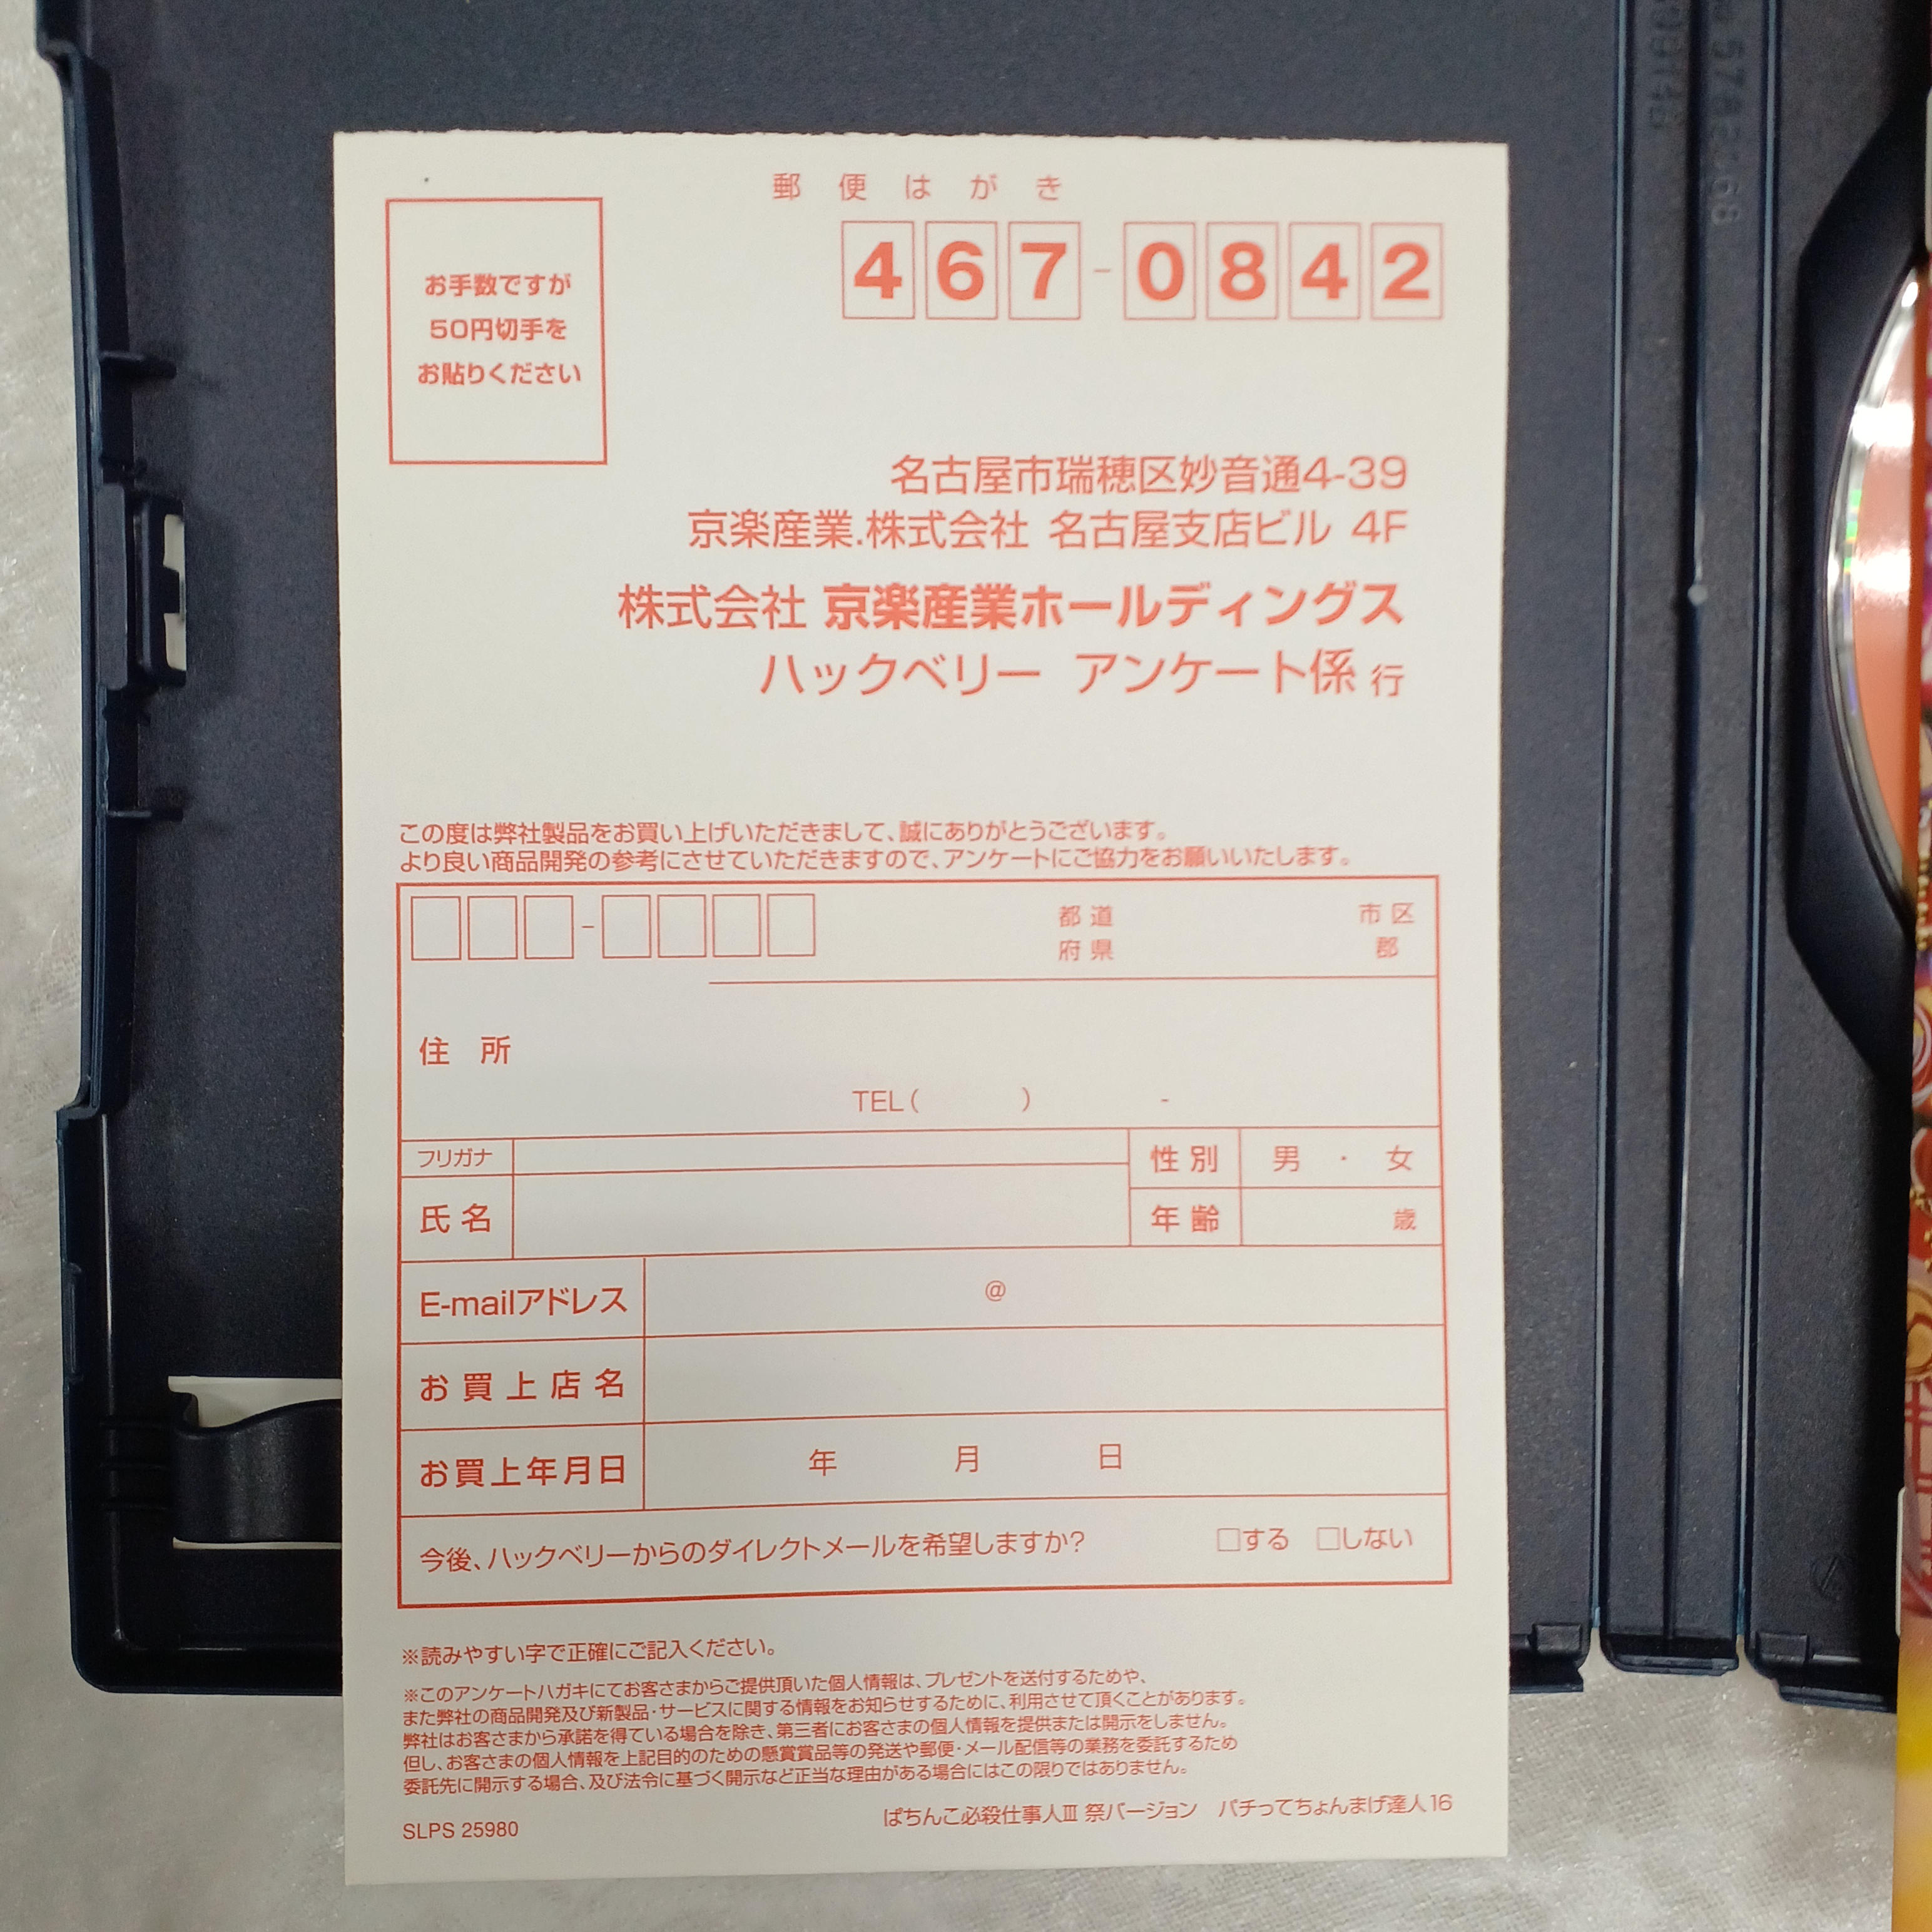 郵便はがき
467-0842
お手数ですが
50円切手を
お貼りください
名古屋市瑞穂区妙音通4-39
京楽産業.株式会社 名古屋支店ビル 4F
株式会社 京楽産業ホールディングス
ハックベリー アンケート係 行
この度は弊社製品をお買い上げいただきまして、誠にありがとうございます。
より良い商品開発の参考にさせていただきますので、アンケートにご協力をお願いいたします。
都道 市区
府県 郡
住所
TEL( ) -
フリガナ 性別 男・女
氏名 年齢 歳
E-mailアドレス @
お買上店名
お買上年月日 年 月 日
今後、ハックベリーからのダイレクトメールを希望しますか? □する □しない
※読みやすい字で正確にご記入ください。
※このアンケートハガキにてお客さまからご提供頂いた個人情報は、プレゼントを送付するためや、
また弊社の商品開発及び新製品・サービスに関する情報をお知らせするために、利用させて頂くことがあります。
弊社はお客さまから承諾を得ている場合を除き、第三者にお客さまの個人情報を提供または開示をしません。
但し、お客さまの個人情報を上記目的のための懸賞賞品等の発送や郵便・メール配信等の業務を委託するため
委託先に開示する場合、及び法令に基づく開示など正当な理由がある場合にはこの限りではありません。
ぱちんこ必殺仕事人Ⅲ 祭バージョン パチってちょんまげ達人16
SLPS 25980